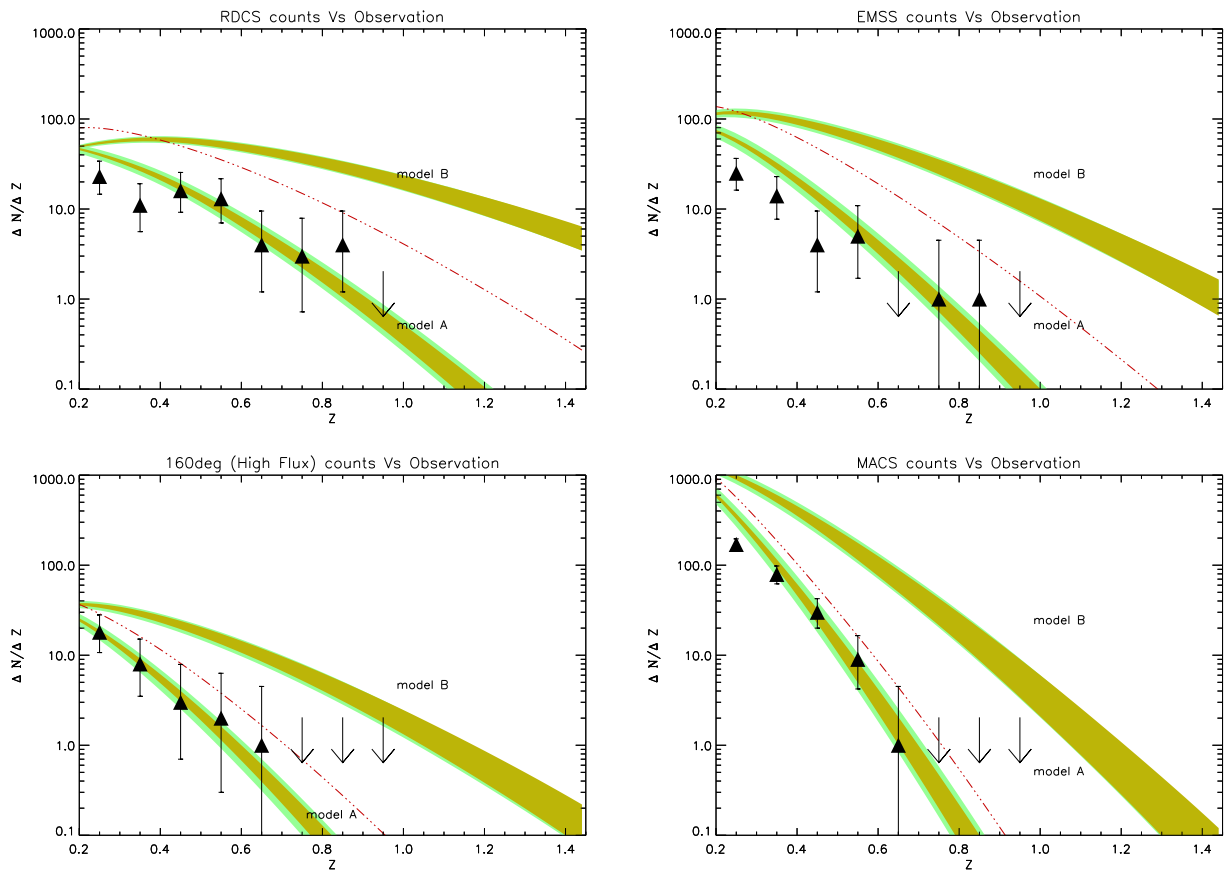 RDCS counts Vs Observation
1000.0
100.0
10.0
1.0
0.1
Δ N/Δ Z
model B
model A
0.2 0.4 0.6 0.8 1.0 1.2 1.4
Z
EMSS counts Vs Observation
1000.0
100.0
10.0
1.0
0.1
Δ N/Δ Z
model B
model A
0.2 0.4 0.6 0.8 1.0 1.2 1.4
Z
160deg (High Flux) counts Vs Observation
1000.0
100.0
10.0
1.0
0.1
Δ N/Δ Z
model B
model A
0.2 0.4 0.6 0.8 1.0 1.2 1.4
Z
MACS counts Vs Observation
1000.0
100.0
10.0
1.0
0.1
Δ N/Δ Z
model B
model A
0.2 0.4 0.6 0.8 1.0 1.2 1.4
Z